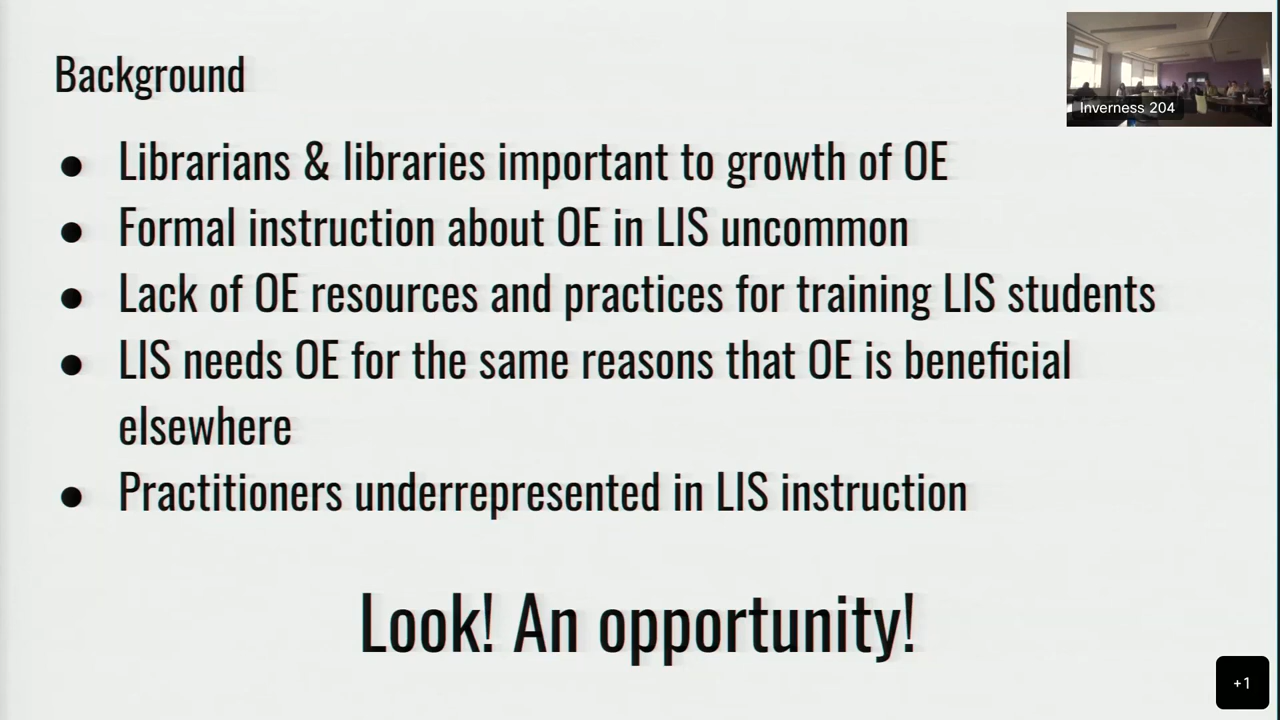 Background
Inverness 204
● Librarians & libraries important to growth of OE
● Formal instruction about OE in LIS uncommon
● Lack of OE resources and practices for training LIS students
● LIS needs OE for the same reasons that OE is beneficial
elsewhere
● Practitioners underrepresented in LIS instruction
Look! An opportunity!
+1